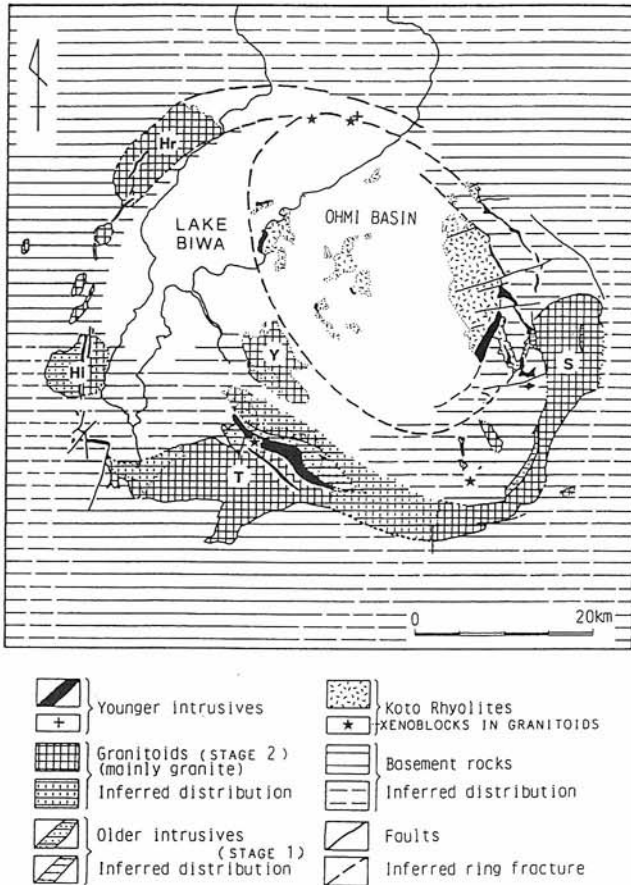 Hr
LAKE
BIWA
OHMI BASIN
Y
S
HI
T
0 20km
Younger intrusives
Granitoids (STAGE 2)
(mainly granite)
Inferred distribution
Older intrusives
(STAGE 1)
Inferred distribution
Koto Rhyolites
XENOBLOCKS IN GRANITOIDS
Basement rocks
Inferred distribution
Faults
Inferred ring fracture